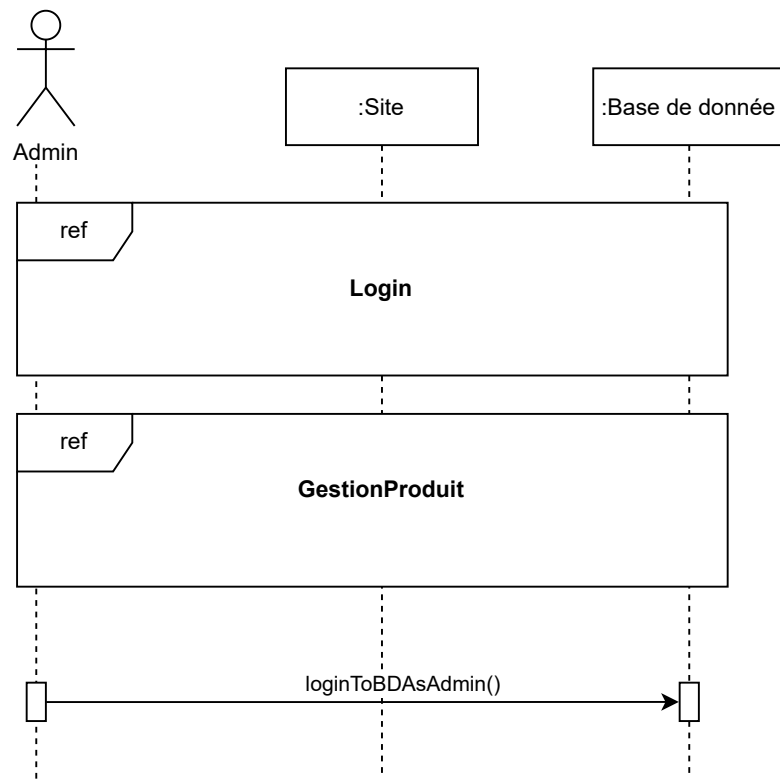 Admin
:Site
:Base de donnée
ref
Login
ref
GestionProduit
loginToBDAsAdmin()